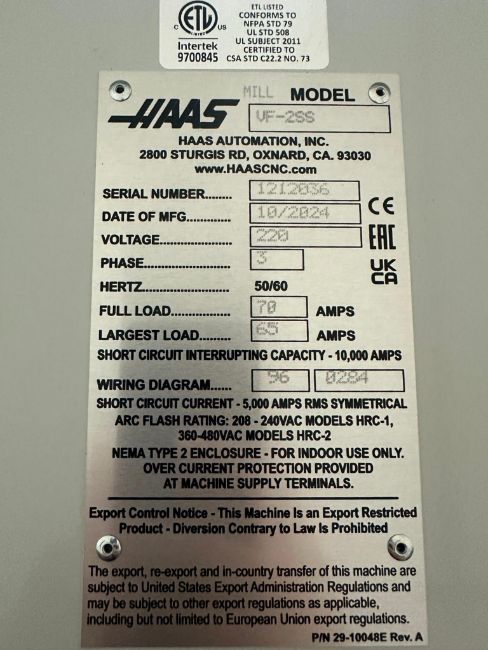 ETL LISTED
CONFORMS TO
NFPA STD 79
UL STD 508
UL SUBJECT 2011
CERTIFIED TO
CSA STD C22.2 NO. 73
C ETL US
Intertek
9700845
HAAS MILL MODEL
VF-2SS
HAAS AUTOMATION, INC.
2800 STURGIS RD, OXNARD, CA. 93030
www.HAASCNC.com
SERIAL NUMBER........ 1212036
DATE OF MFG............ 10/2024 CE
VOLTAGE.................... 220 EAC
PHASE........................ 3 UK
CA
HERTZ......................... 50/60
FULL LOAD................. 70 AMPS
LARGEST LOAD......... 65 AMPS
SHORT CIRCUIT INTERRUPTING CAPACITY - 10,000 AMPS
WIRING DIAGRAM....... 96 0284
SHORT CIRCUIT CURRENT - 5,000 AMPS RMS SYMMETRICAL
ARC FLASH RATING: 208 - 240VAC MODELS HRC-1,
360-480VAC MODELS HRC-2
NEMA TYPE 2 ENCLOSURE - FOR INDOOR USE ONLY.
OVER CURRENT PROTECTION PROVIDED
AT MACHINE SUPPLY TERMINALS.
Export Control Notice - This Machine Is an Export Restricted
Product - Diversion Contrary to Law Is Prohibited
The export, re-export and in-country transfer of this machine are
subject to United States Export Administration Regulations and
may be subject to other export regulations as applicable,
including but not limited to European Union export regulations.
P/N 29-10048E Rev. A